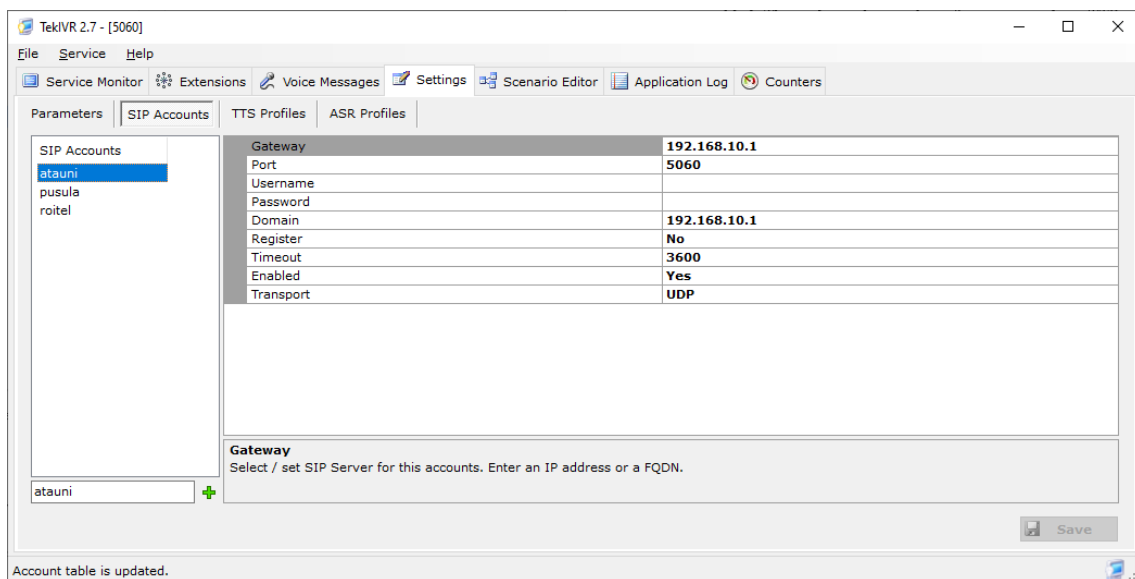 TekIVR 2.7 - [5060]
File Service Help
Service Monitor Extensions Voice Messages Settings Scenario Editor Application Log Counters
Parameters SIP Accounts TTS Profiles ASR Profiles
SIP Accounts
atauni
pusula
roitel
Gateway 192.168.10.1
Port 5060
Username
Password
Domain 192.168.10.1
Register No
Timeout 3600
Enabled Yes
Transport UDP
Gateway
Select / set SIP Server for this accounts. Enter an IP address or a FQDN.
atauni
Save
Account table is updated.